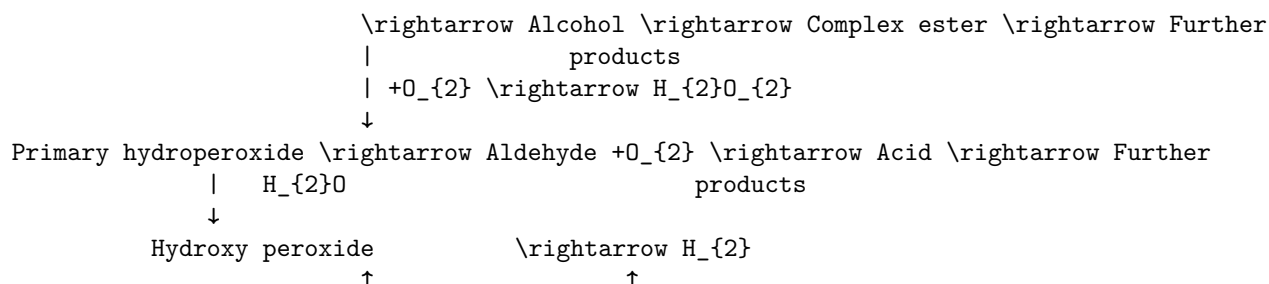 \rightarrow Alcohol \rightarrow Complex ester \rightarrow Further
| products
| +O_{2} \rightarrow H_{2}O_{2}
↓
Primary hydroperoxide \rightarrow Aldehyde +O_{2} \rightarrow Acid \rightarrow Further
| H_{2}O products
↓
Hydroxy peroxide \rightarrow H_{2}
↑ ↑